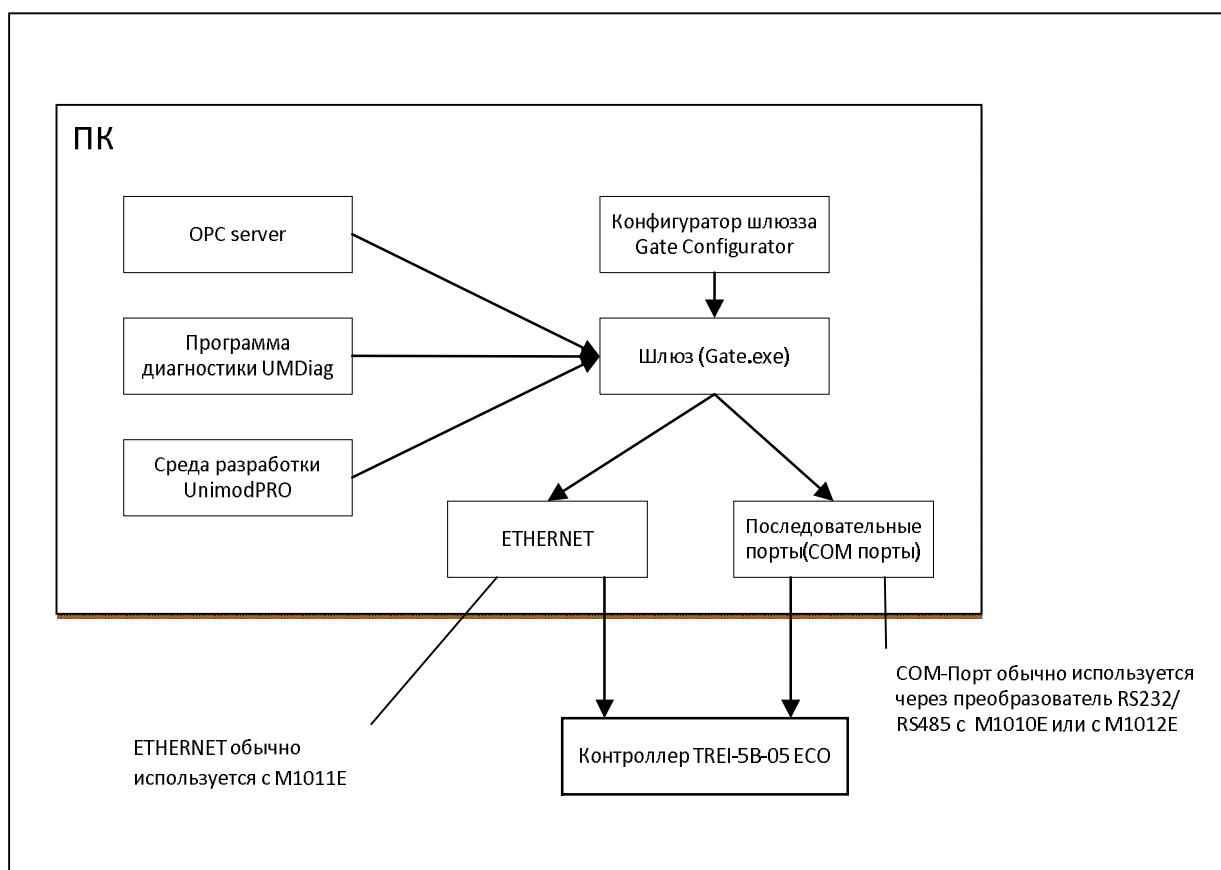 ПК
OPC server
Конфигуратор шлюзза
Gate Configurator
Программа
диагностики UMDiag
Шлюз (Gate.exe)
Среда разработки
UnimodPRO
ETHERNET
Последовательные
порты(COM порты)
COM-Порт обычно используется
через преобразователь RS232/
RS485 с M1010E или с M1012E
ETHERNET обычно
используется с M1011E
Контроллер TREI-5B-05 ECO